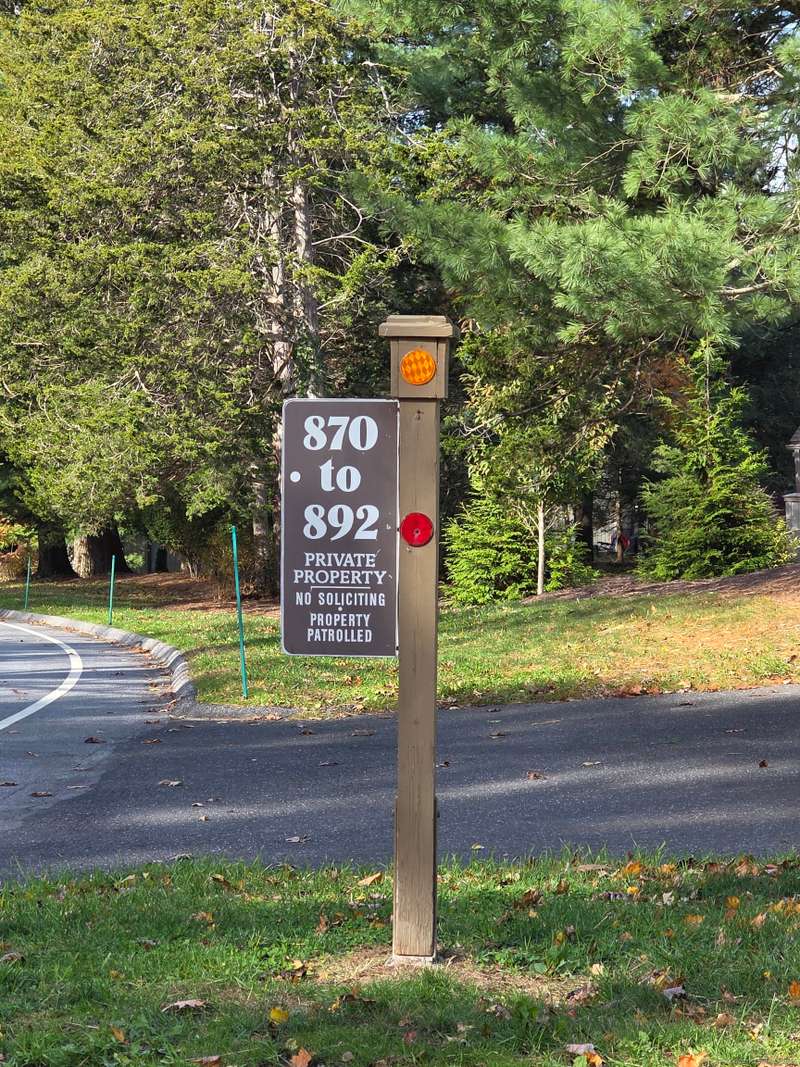 870
to
892
PRIVATE
PROPERTY
NO SOLICITING
PROPERTY
PATROLLED